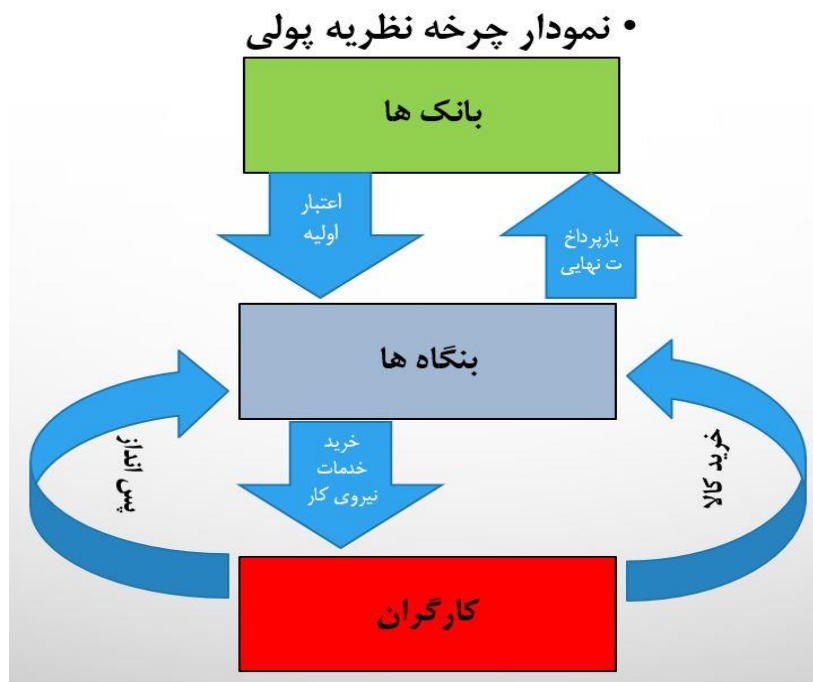 • نمودار چرخه نظریه پولی
بانک ها
اعتبار
اولیه
بازپرداخ
ت نهایی
بنگاه ها
خرید
خدمات
نیروی کار
خرید کالا
پس انداز
کارگران